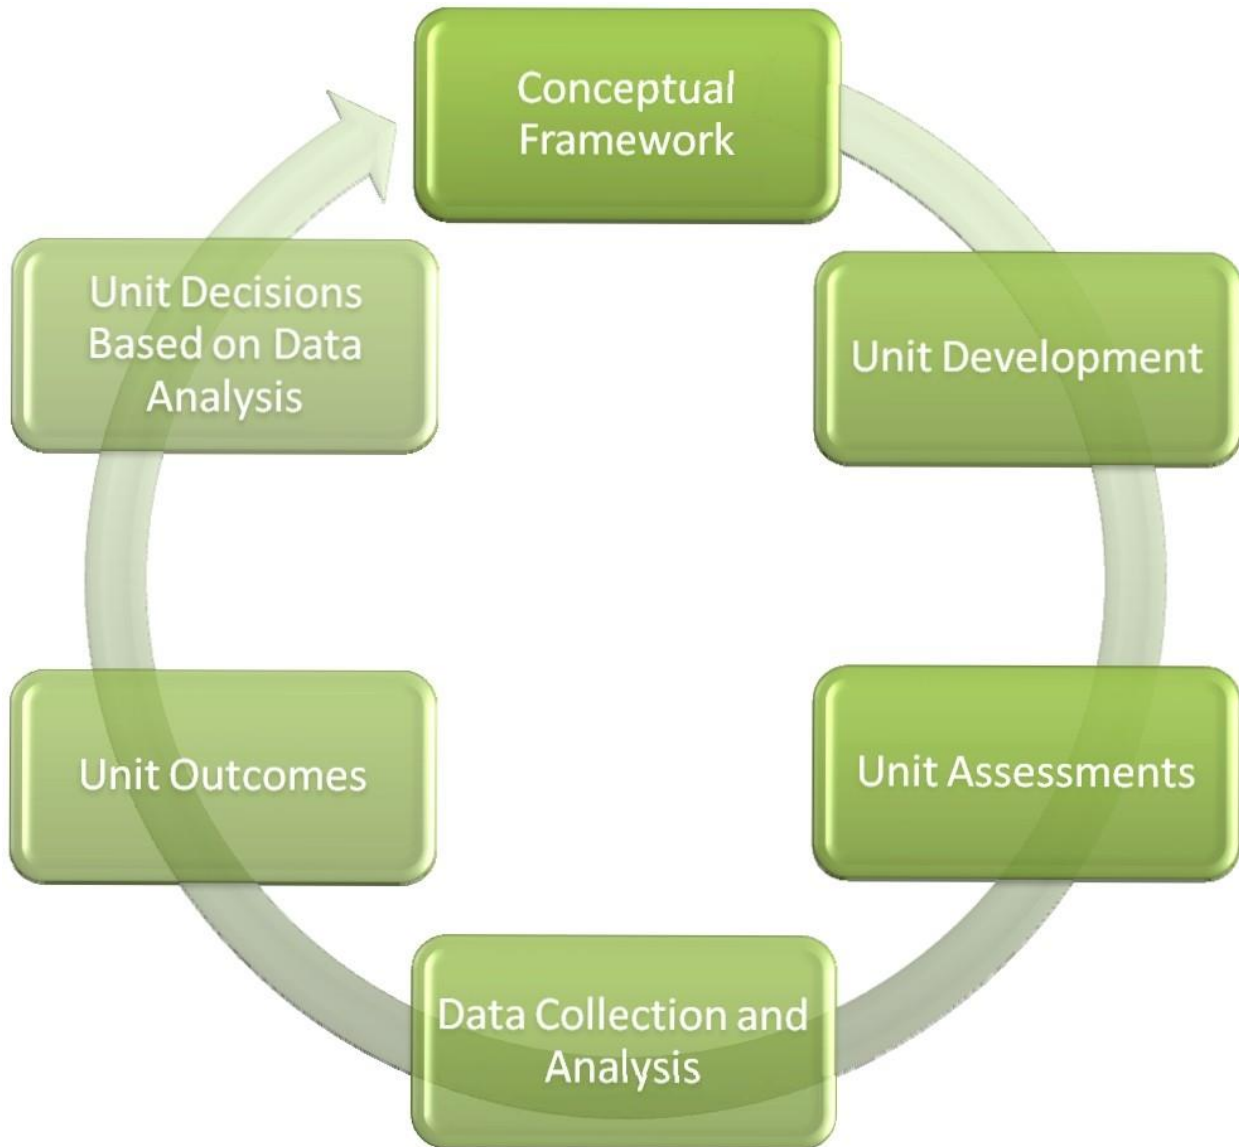 Conceptual
Framework
Unit Development
Unit Assessments
Data Collection and
Analysis
Unit Outcomes
Unit Decisions
Based on Data
Analysis